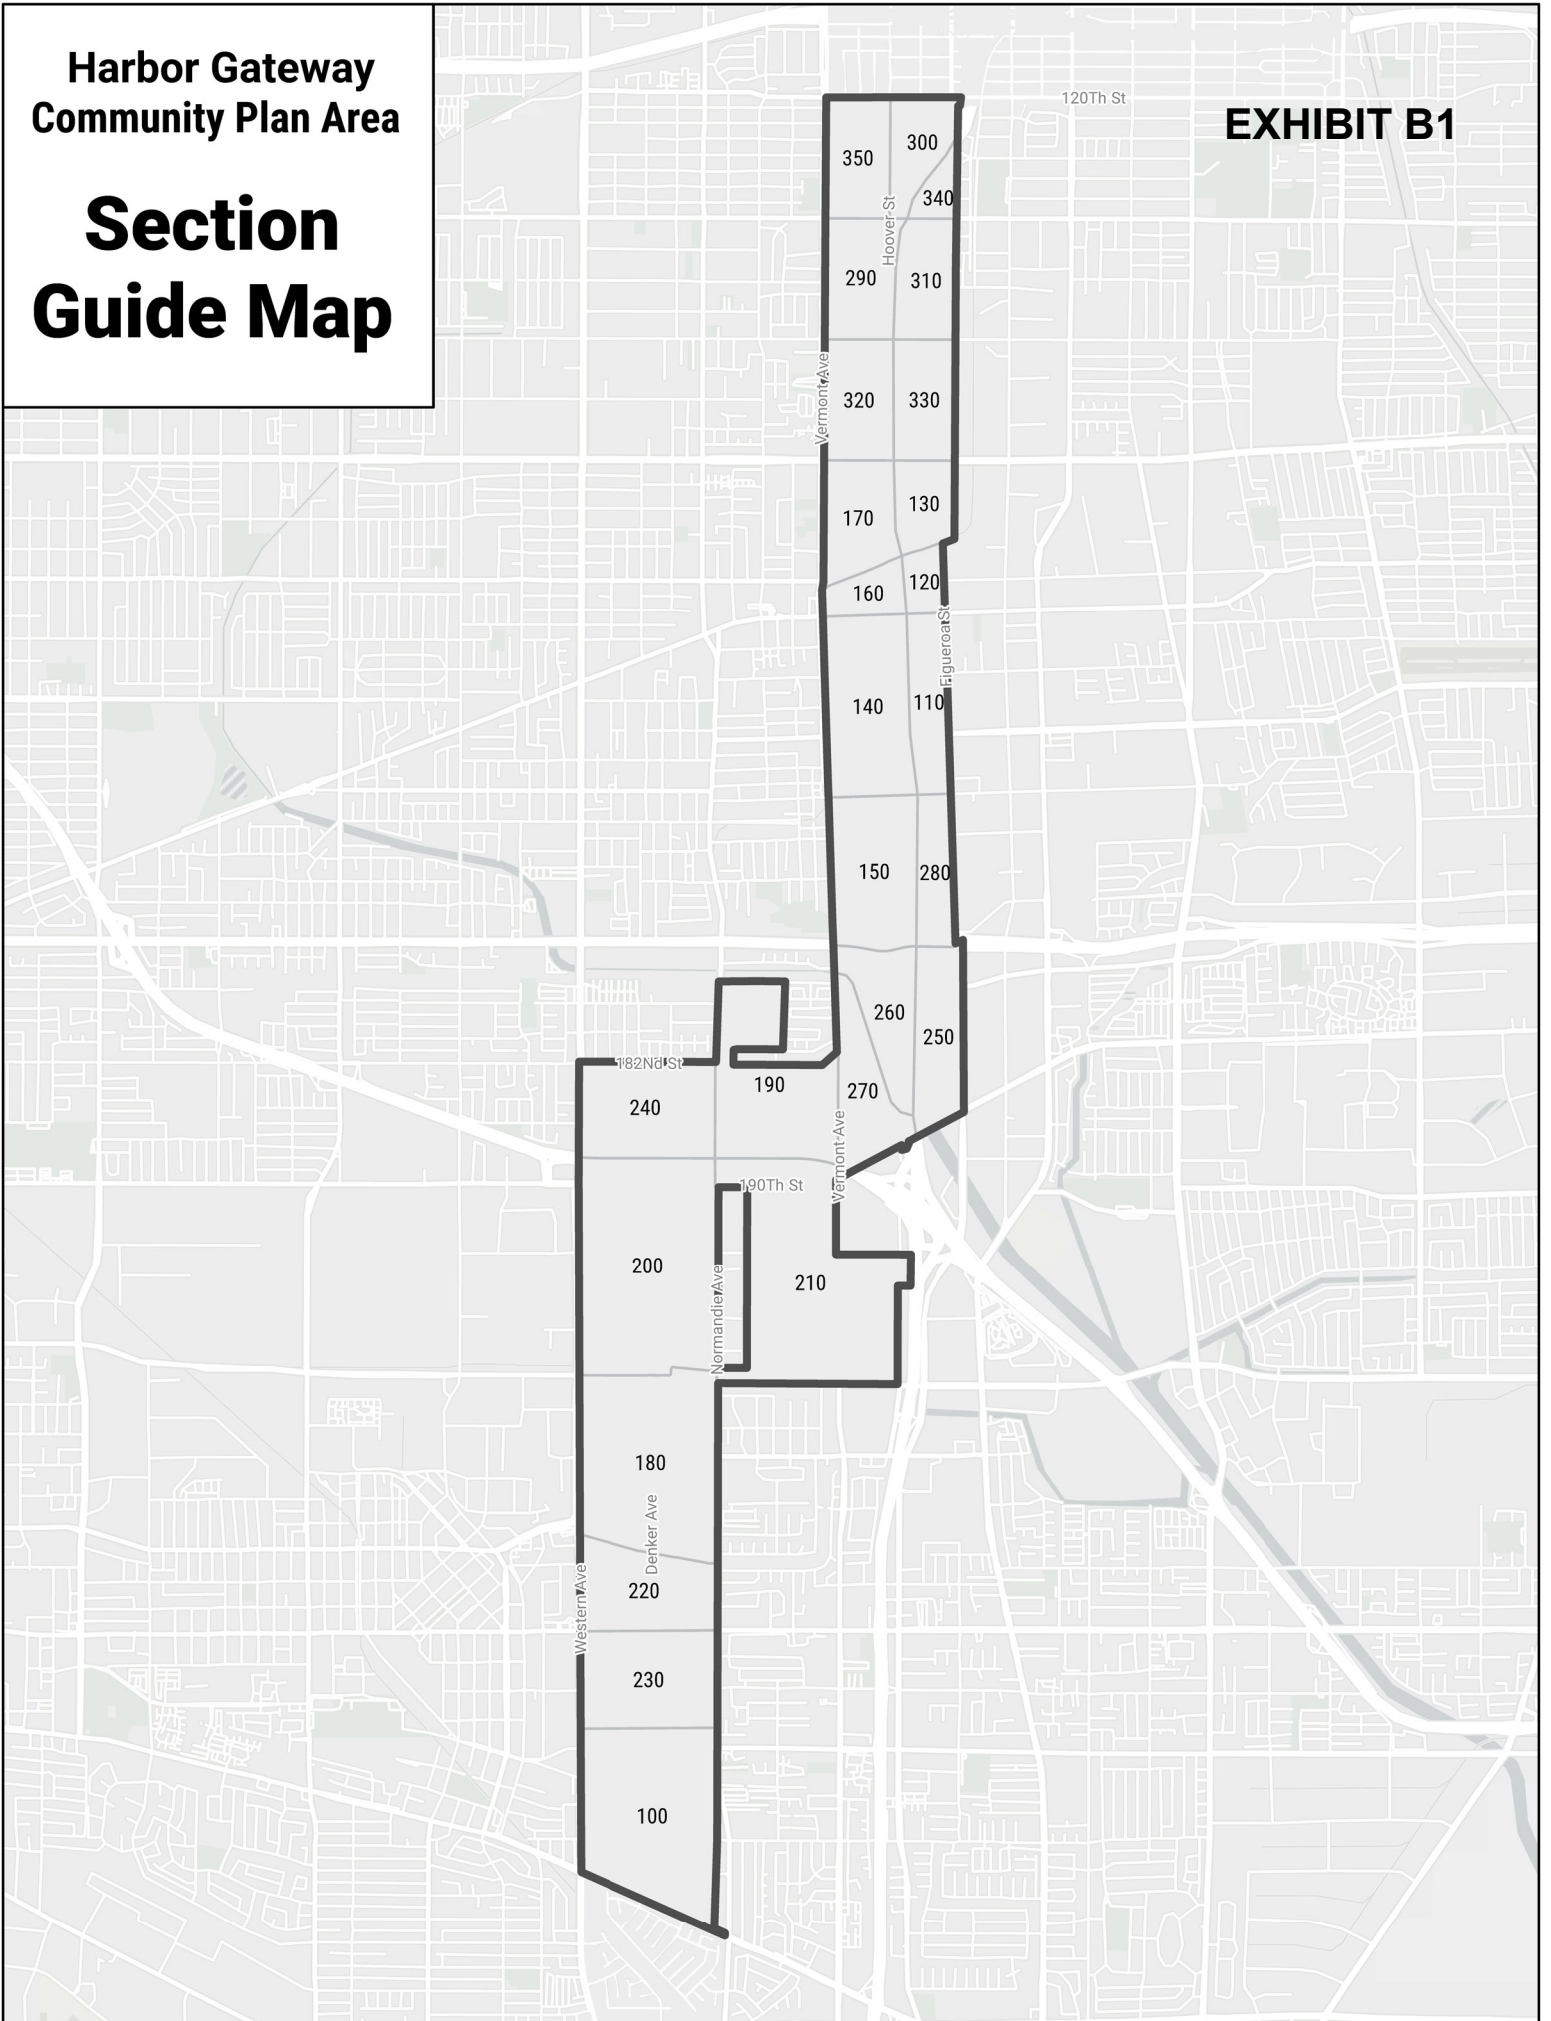 Harbor Gateway
Community Plan Area
Section
Guide Map
EXHIBIT B1
120Th St
300
350
340
Hoover St
290
310
Vermont Ave
320
330
130
170
120
160
Figueroa St
110
140
150
280
260
250
182Nd St
190
270
240
Vermont Ave
190Th St
200
210
Normandie Ave
180
Denker Ave
220
Western Ave
230
100